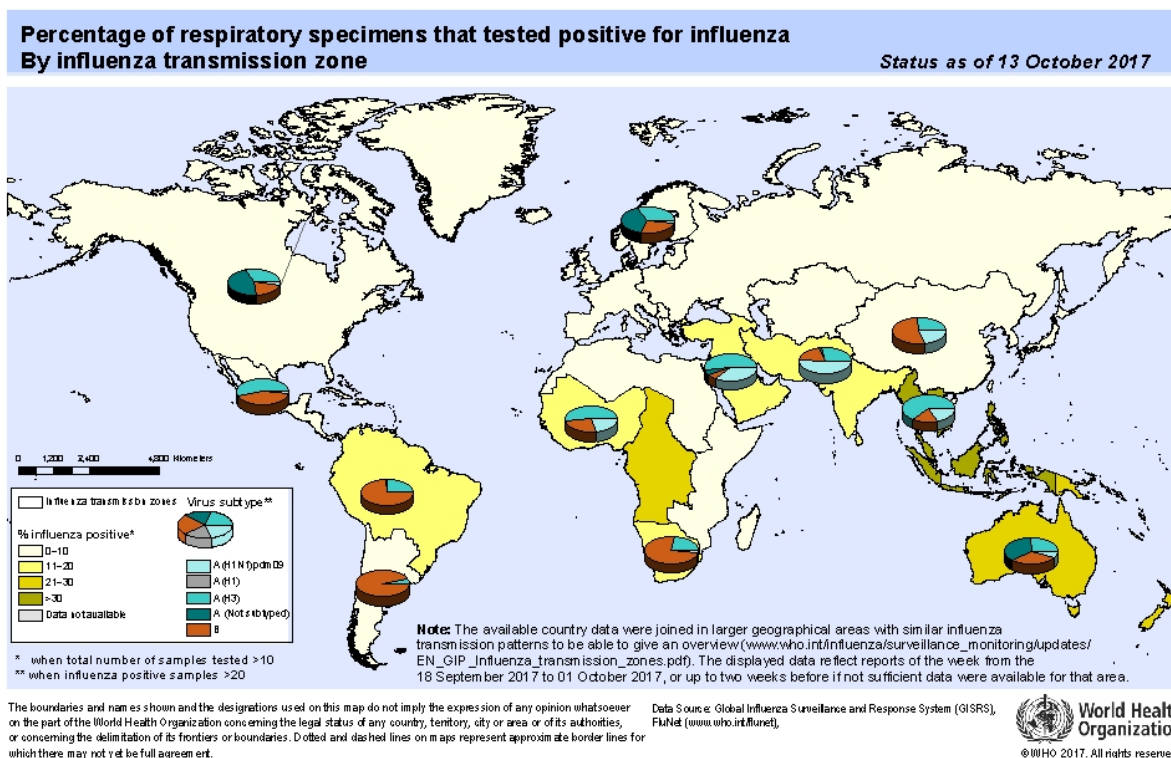 Percentage of respiratory specimens that tested positive for influenza
By influenza transmission zone
Status as of 13 October 2017
0 1,200 2,400 4,800 Kilometers
Influenza transmission zones
Virus subtype**
% influenza positive*
0-10
11-20
21-30
>30
Data not available
A(H1N1)pdm09
A(H1)
A(H3)
A (Not subtyped)
B
* when total number of samples tested >10
** when influenza positive samples >20
Note: The available country data were joined in larger geographical areas with similar influenza
transmission patterns to be able to give an overview (www.who.int/influenza/surveillance_monitoring/updates/
EN_GIP_Influenza_transmission_zones.pdf). The displayed data reflect reports of the week from the
18 September 2017 to 01 October 2017, or up to two weeks before if not sufficient data were available for that area.
The boundaries and names shown and the designations used on this map do not imply the expression of any opinion whatsoever
on the part of the World Health Organization concerning the legal status of any country, territory, city or area or of its authorities,
or concerning the delimitation of its frontiers or boundaries. Dotted and dashed lines on maps represent approximate border lines for
which there may not yet be full agreement.
Data Source: Global Influenza Surveillance and Response System (GISRS),
FluNet (www.who.int/flunet),
World Healt
Organizatio
©WHO 2017. All rights reserve